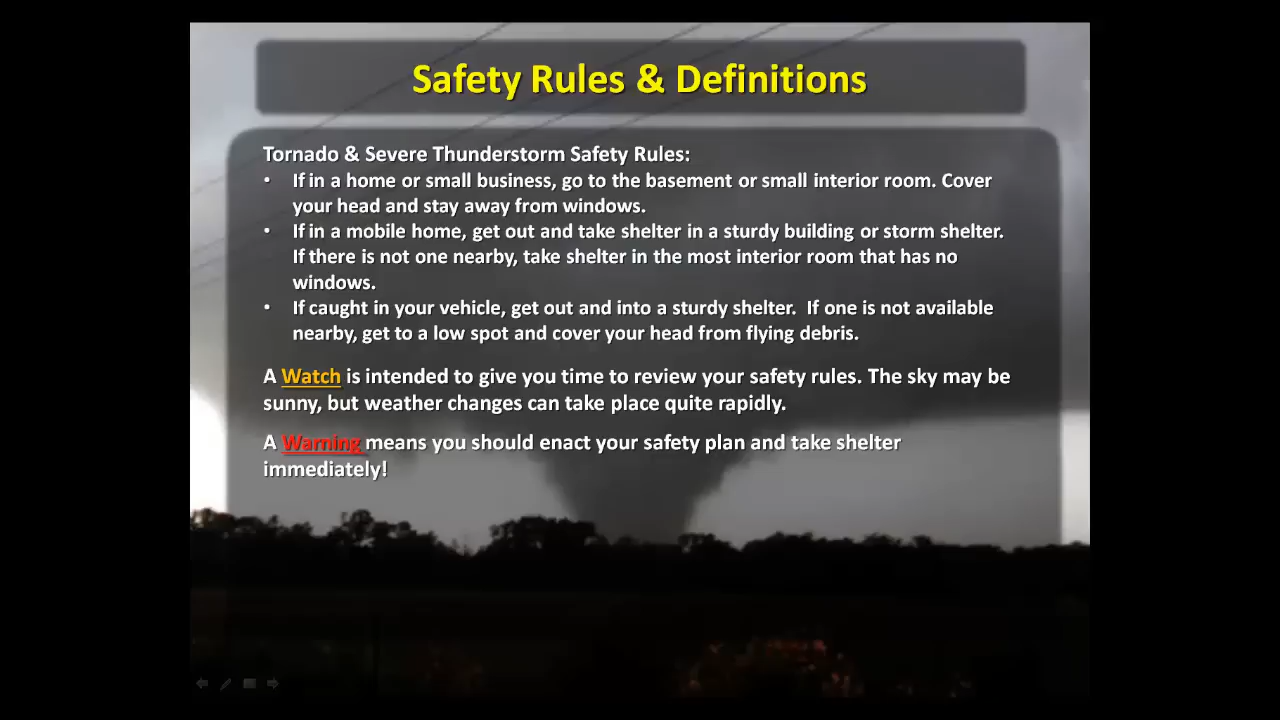 Safety Rules & Definitions
Tornado & Severe Thunderstorm Safety Rules:
• If in a home or small business, go to the basement or small interior room. Cover
your head and stay away from windows.
• If in a mobile home, get out and take shelter in a sturdy building or storm shelter.
If there is not one nearby, take shelter in the most interior room that has no
windows.
• If caught in your vehicle, get out and into a sturdy shelter.  If one is not available
nearby, get to a low spot and cover your head from flying debris.
A Watch is intended to give you time to review your safety rules. The sky may be
sunny, but weather changes can take place quite rapidly.
A Warning means you should enact your safety plan and take shelter
immediately!